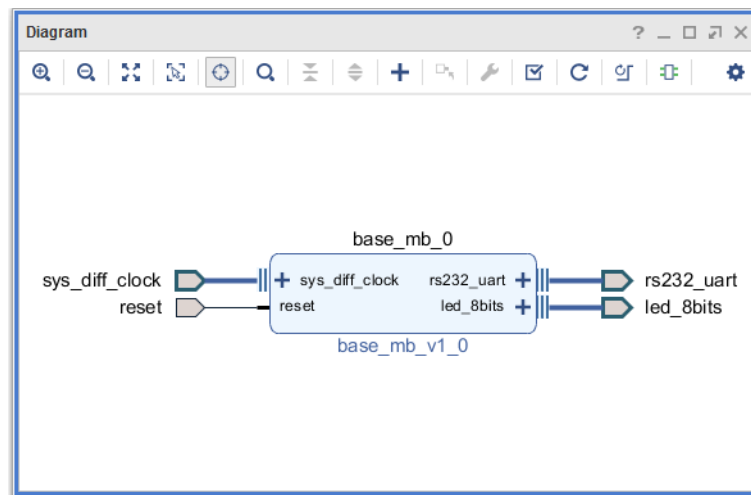 Diagram
base_mb_0
sys_diff_clock sys_diff_clock rs232_uart rs232_uart
reset reset led_8bits led_8bits
base_mb_v1_0